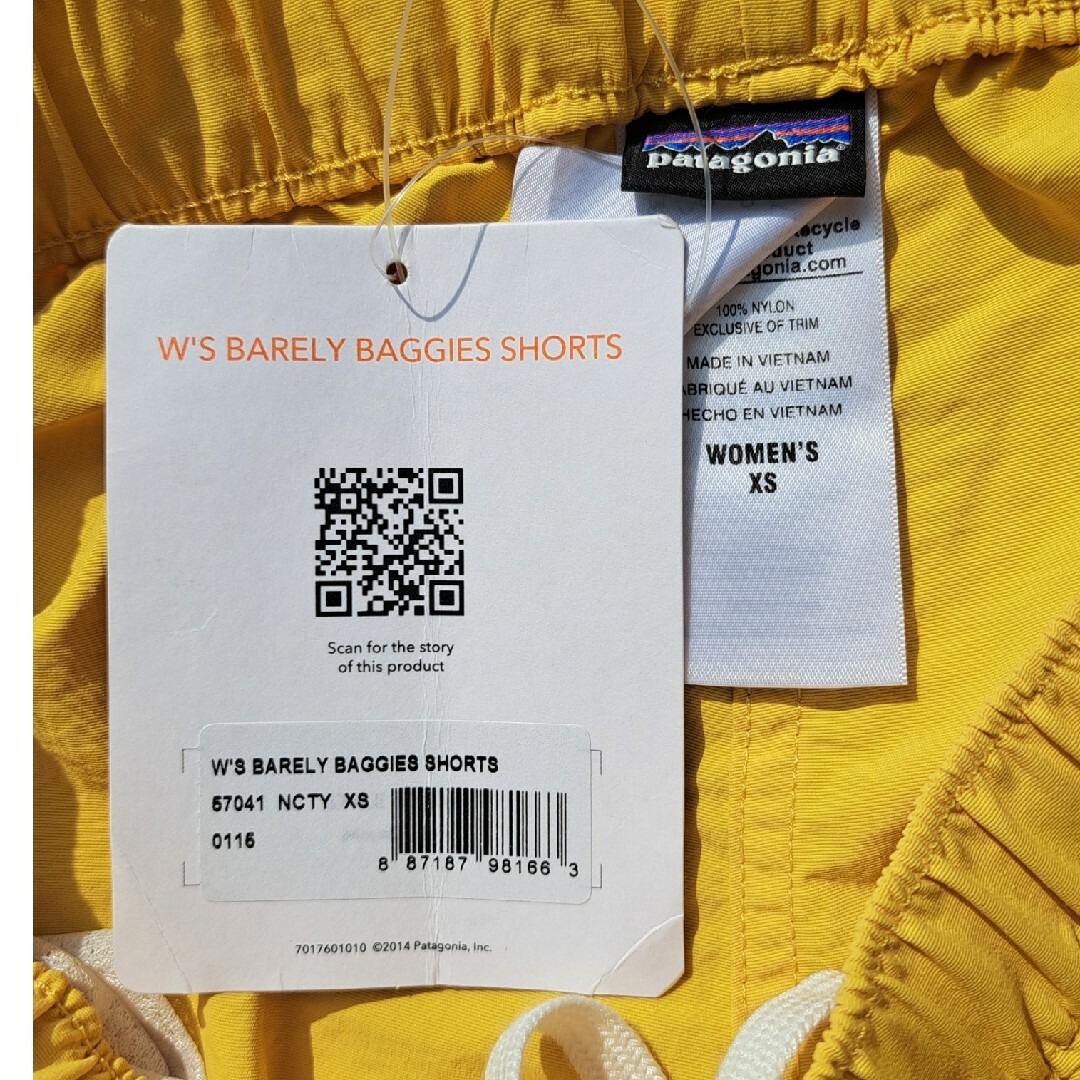 patagonia
ecycle
duct
gonia.com
100% NYLON
EXCLUSIVE OF TRIM
MADE IN VIETNAM
ABRIQUÉ AU VIETNAM
HECHO EN VIETNAM
WOMEN'S
XS
W'S BARELY BAGGIES SHORTS
Scan for the story
of this product
W'S BARELY BAGGIES SHORTS
57041 NCTY XS
0115
8 87187 98166 3
7017601010 ©2014 Patagonia, Inc.